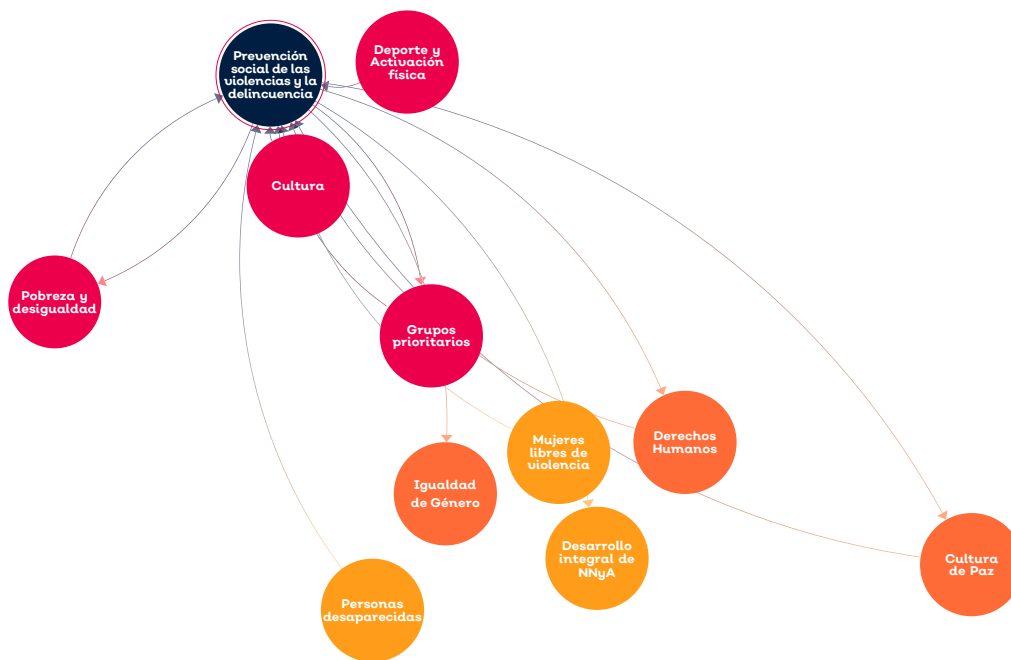 Prevención
social de las
violencias y la
delincuencia
Deporte y
Activación
física
Cultura
Pobreza y
desigualdad
Grupos
prioritarios
Mujeres
libres de
violencia
Derechos
Humanos
Igualdad
de Género
Desarrollo
integral de
NNyA
Cultura
de Paz
Personas
desaparecidas